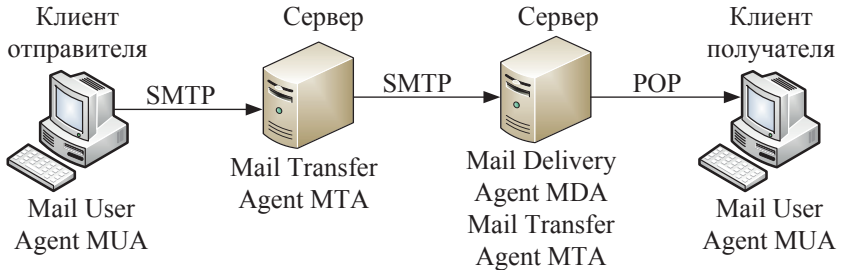 Клиент
отправителя
Сервер
Сервер
Клиент
получателя
SMTP
SMTP
POP
Mail User
Agent MUA
Mail Transfer
Agent MTA
Mail Delivery
Agent MDA
Mail Transfer
Agent MTA
Mail User
Agent MUA